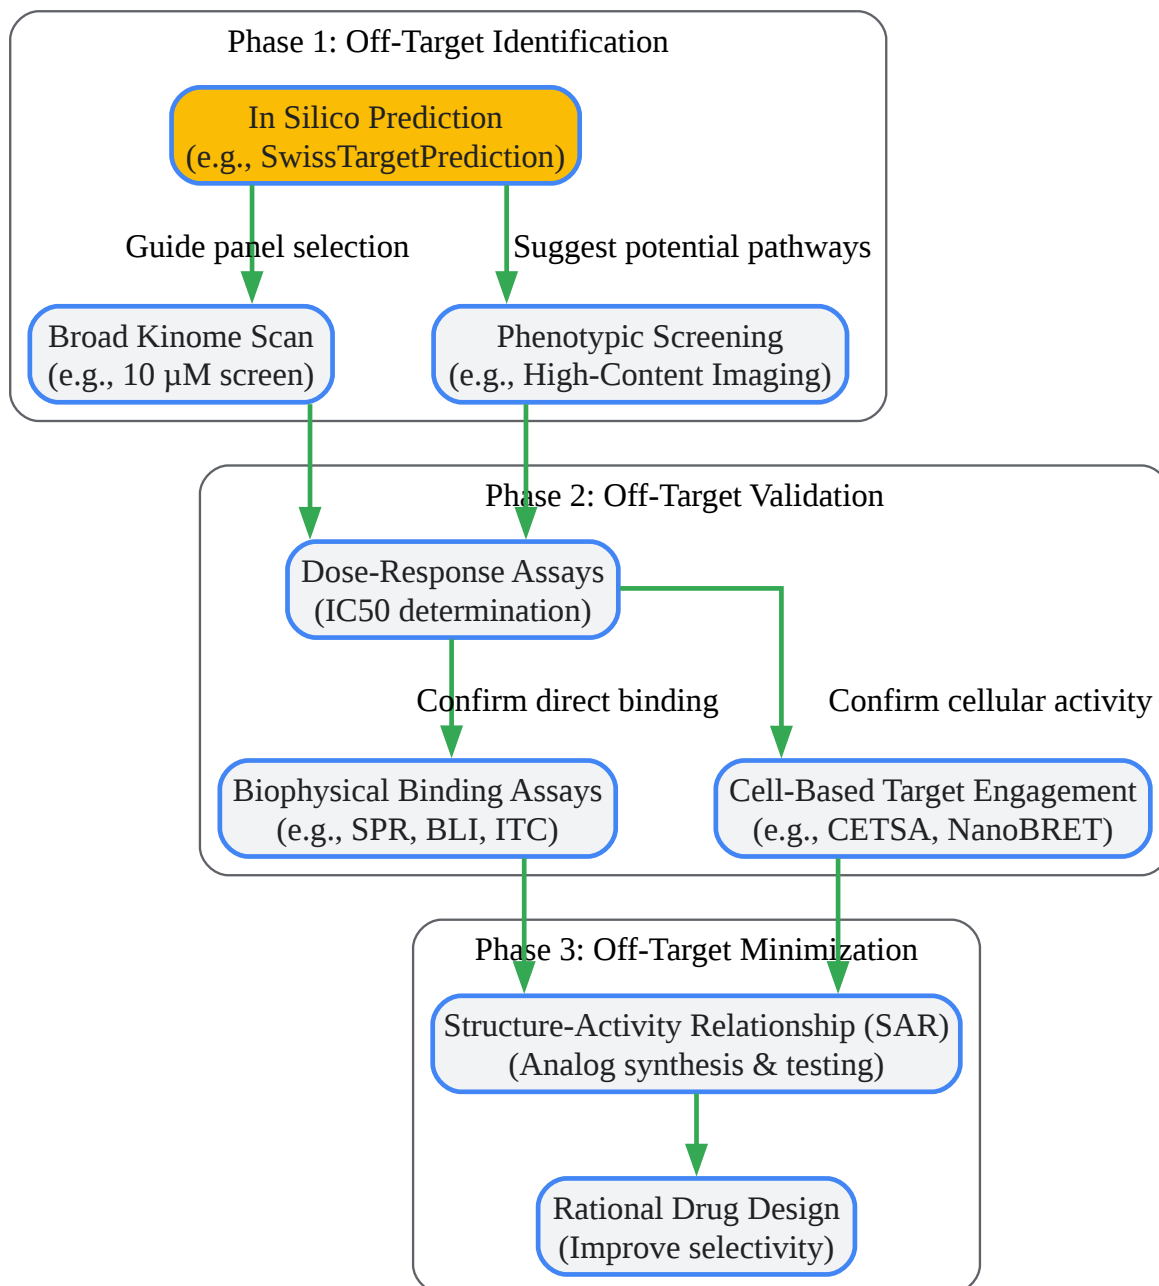 Phase 1: Off-Target Identification
In Silico Prediction
(e.g., SwissTargetPrediction)
Guide panel selection
Suggest potential pathways
Broad Kinome Scan
(e.g., 10 µM screen)
Phenotypic Screening
(e.g., High-Content Imaging)
Phase 2: Off-Target Validation
Dose-Response Assays
(IC50 determination)
Confirm direct binding
Confirm cellular activity
Biophysical Binding Assays
(e.g., SPR, BLI, ITC)
Cell-Based Target Engagement
(e.g., CETSA, NanoBRET)
Phase 3: Off-Target Minimization
Structure-Activity Relationship (SAR)
(Analog synthesis & testing)
Rational Drug Design
(Improve selectivity)